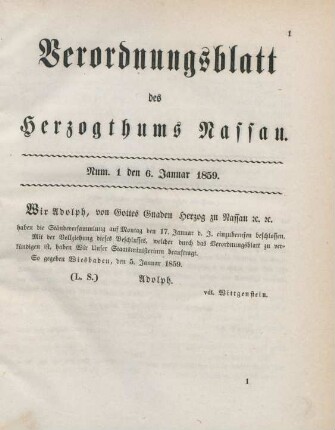 1
Verordnungsblatt
des
Herzogthums Nassau.
Num. 1 den 6. Januar 1859.
Wir Adolph, von Gottes Gnaden Herzog zu Nassau ꝛc. ꝛc.
haben die Ständeversammlung auf Montag den 17. Januar d. J. einzuberufen beschlossen.
Mit der Vollziehung dieses Beschlusses, welcher durch das Verordnungsblatt zu ver-
kündigen ist, haben Wir Unser Staatsministerium beauftragt.
So gegeben Wiesbaden, den 5. Januar 1859.
(L. S.) Adolph.
vdt. Wittgenstein.
1